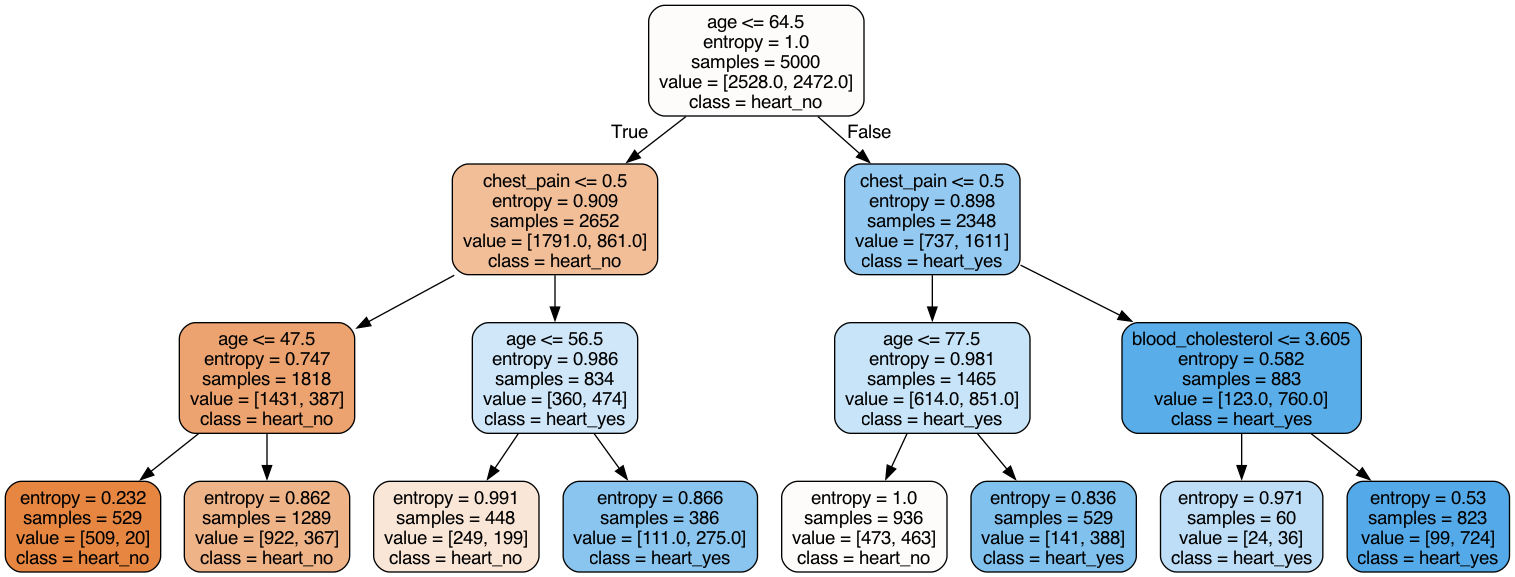 age <= 64.5
entropy = 1.0
samples = 5000
value = [2528.0, 2472.0]
class = heart_no
True
False
chest_pain <= 0.5
entropy = 0.909
samples = 2652
value = [1791.0, 861.0]
class = heart_no
chest_pain <= 0.5
entropy = 0.898
samples = 2348
value = [737, 1611]
class = heart_yes
age <= 47.5
entropy = 0.747
samples = 1818
value = [1431, 387]
class = heart_no
age <= 56.5
entropy = 0.986
samples = 834
value = [360, 474]
class = heart_yes
age <= 77.5
entropy = 0.981
samples = 1465
value = [614.0, 851.0]
class = heart_yes
blood_cholesterol <= 3.605
entropy = 0.582
samples = 883
value = [123.0, 760.0]
class = heart_yes
entropy = 0.232
samples = 529
value = [509, 20]
class = heart_no
entropy = 0.862
samples = 1289
value = [922, 367]
class = heart_no
entropy = 0.991
samples = 448
value = [249, 199]
class = heart_no
entropy = 0.866
samples = 386
value = [111.0, 275.0]
class = heart_yes
entropy = 1.0
samples = 936
value = [473, 463]
class = heart_no
entropy = 0.836
samples = 529
value = [141, 388]
class = heart_yes
entropy = 0.971
samples = 60
value = [24, 36]
class = heart_yes
entropy = 0.53
samples = 823
value = [99, 724]
class = heart_yes